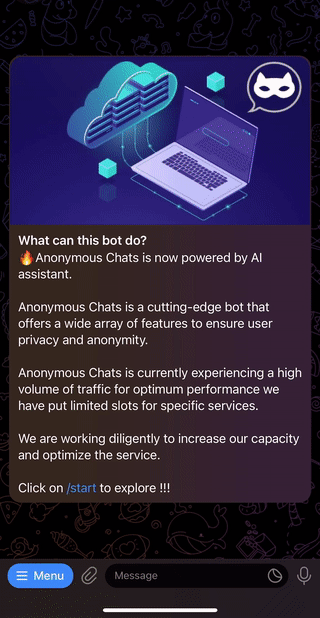 What can this bot do?
🔥Anonymous Chats is now powered by AI
assistant.
Anonymous Chats is a cutting-edge bot that
offers a wide array of features to ensure user
privacy and anonymity.
Anonymous Chats is currently experiencing a high
volume of traffic for optimum performance we
have put limited slots for specific services.
We are working diligently to increase our capacity
and optimize the service.
Click on /start to explore !!!
Menu
Message